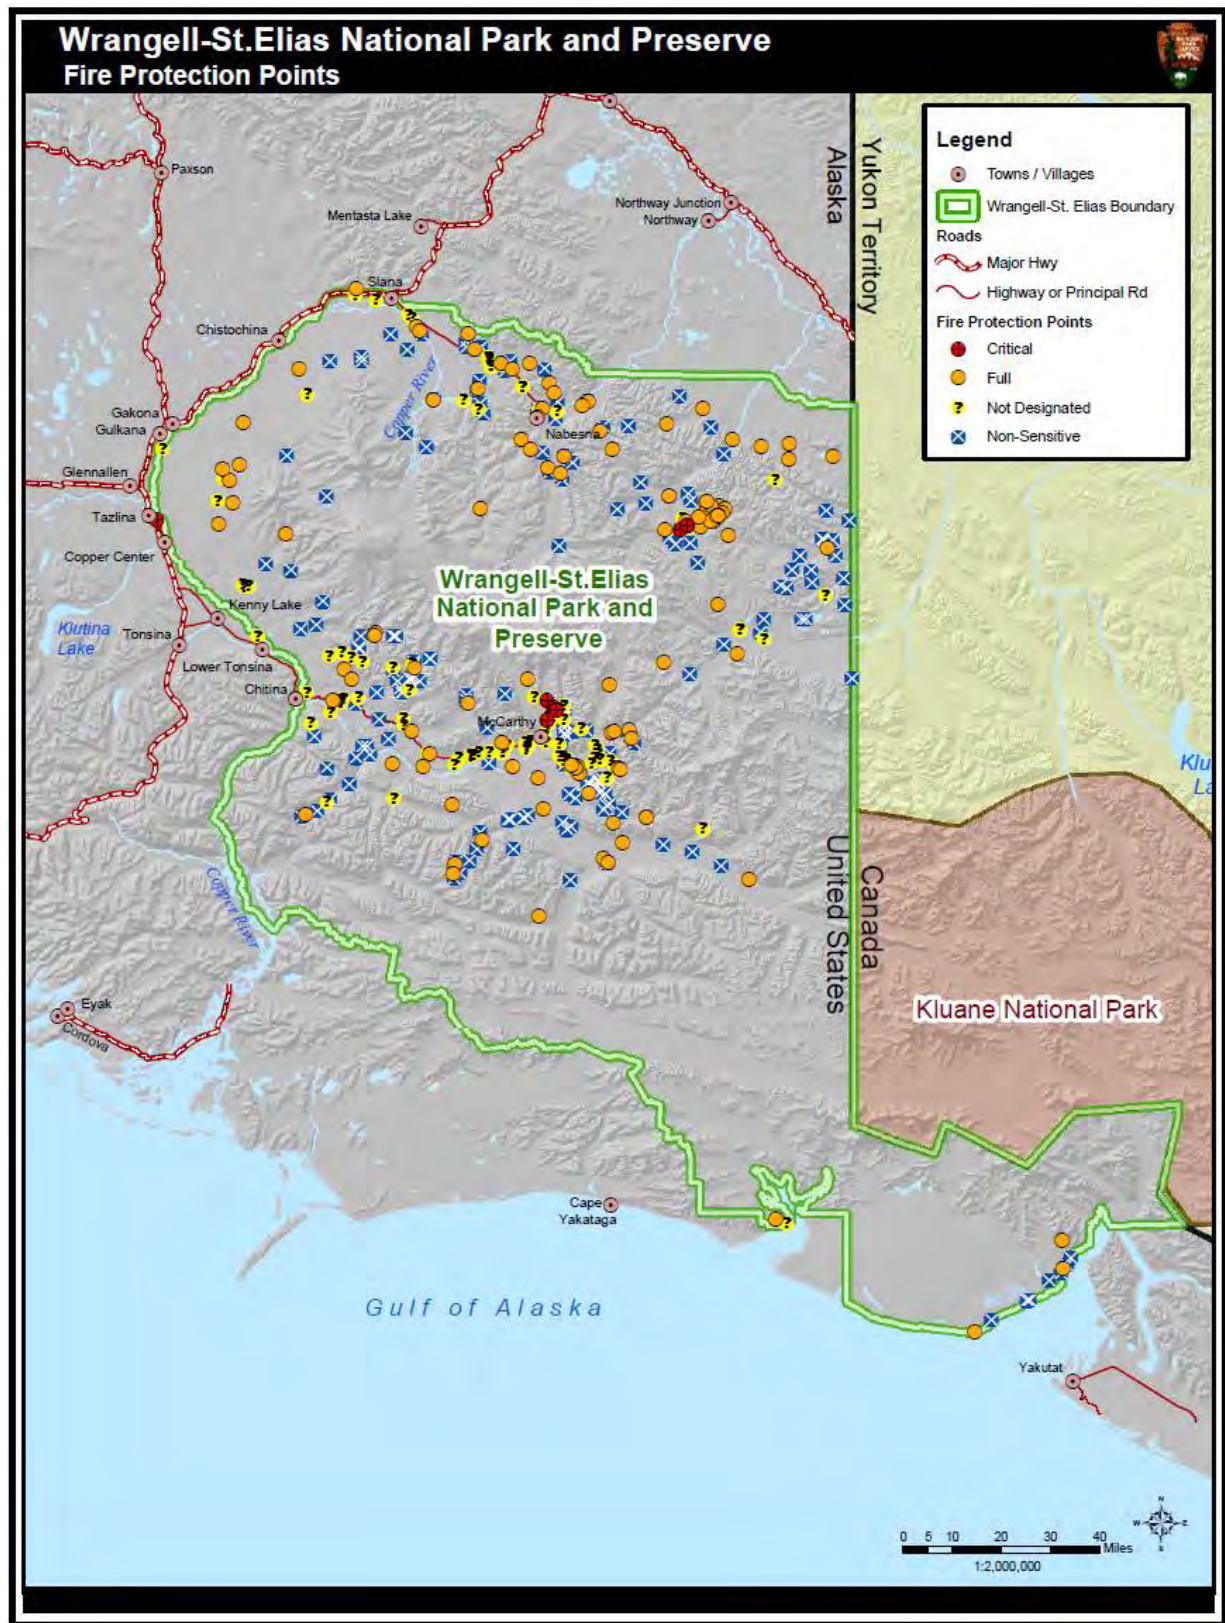 Wrangell-St.Elias National Park and Preserve
Fire Protection Points
Legend
Towns / Villages
Wrangell-St. Elias Boundary
Roads
Major Hwy
Highway or Principal Rd
Fire Protection Points
Critical
Full
Not Designated
Non-Sensitive
Alaska
Yukon Territory
Paxson
Mentasta Lake
Northway Junction
Northway
Slana
Chistochina
Gakona
Gulkana
Copper River
Nabesna
Glennallen
Tazlina
Copper Center
Wrangell-St.Elias
National Park and
Preserve
Kenny Lake
Klutina
Lake
Tonsina
Lower Tonsina
Chitina
McCarthy
Klu
La
United States
Canada
Copper River
Kluane National Park
Eyak
Cordova
Cape
Yakataga
Gulf of Alaska
Yakutat
N
W
E
S
0 5 10 20 30 40
Miles
1:2,000,000